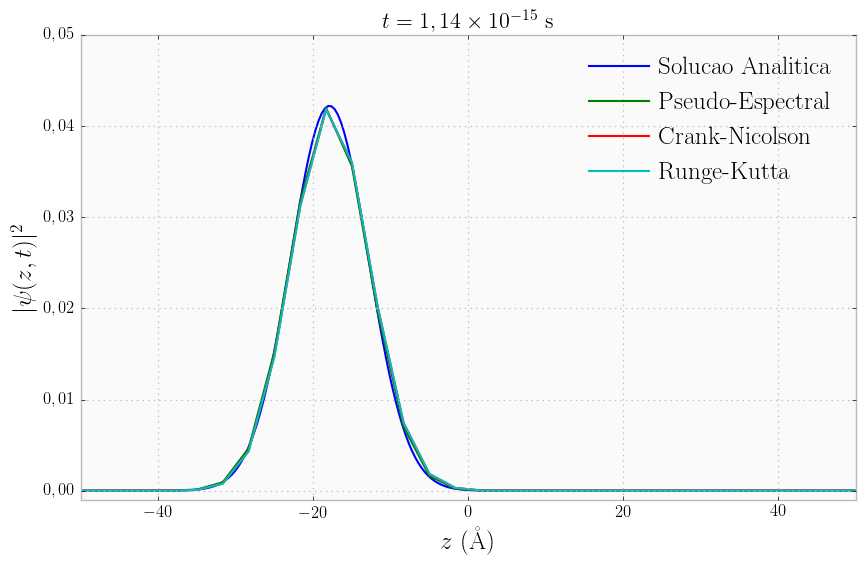 t = 1,14 × 10⁻¹⁵ s
0,05
0,04
0,03
0,02
0,01
0,00
|ψ(z, t)|²
Solucao Analitica
Pseudo-Espectral
Crank-Nicolson
Runge-Kutta
−40 −20 0 20 40
z (Å)